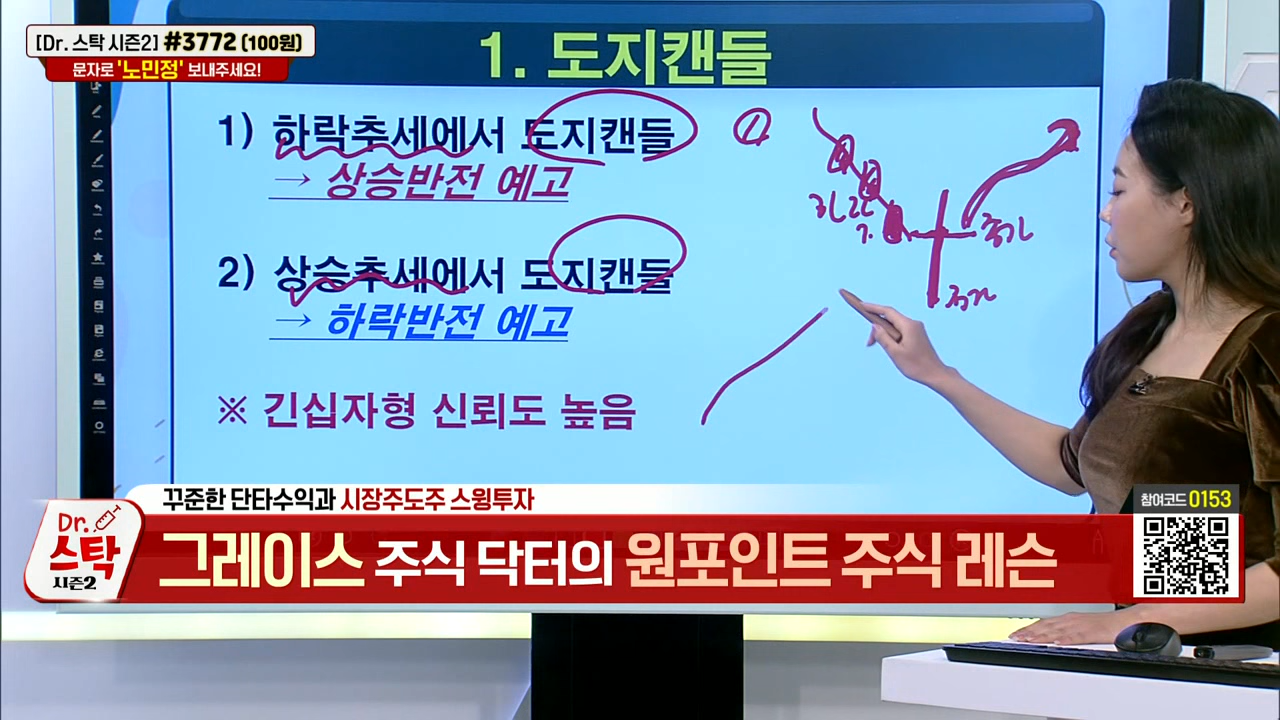 [Dr. 스탁 시즌2] #3772 (100원)
문자로 '노민정' 보내주세요!
1. 도지캔들
1) 하락추세에서 도지캔들
→ 상승반전 예고
2) 상승추세에서 도지캔들
→ 하락반전 예고
※ 긴십자형 신뢰도 높음
①
종가
꾸준한 단타수익과 시장주도주 스윙투자
Dr.
스탁
시즌2
그레이스 주식 닥터의 원포인트 주식 레슨
참여코드 0153